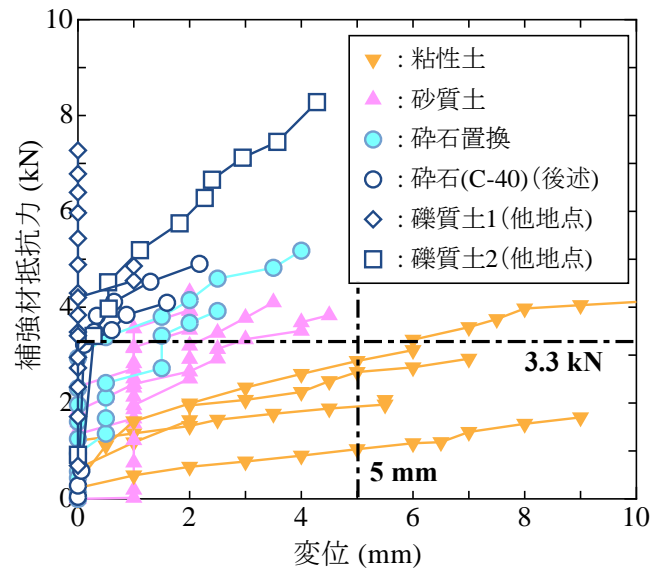 10
8
6
4
2
0
補強材抵抗力 (kN)
: 粘性土
: 砂質土
: 砕石置換
: 砕石(C-40)(後述)
: 礫質土1(他地点)
: 礫質土2(他地点)
3.3 kN
5 mm
0 2 4 6 8 10
変位 (mm)